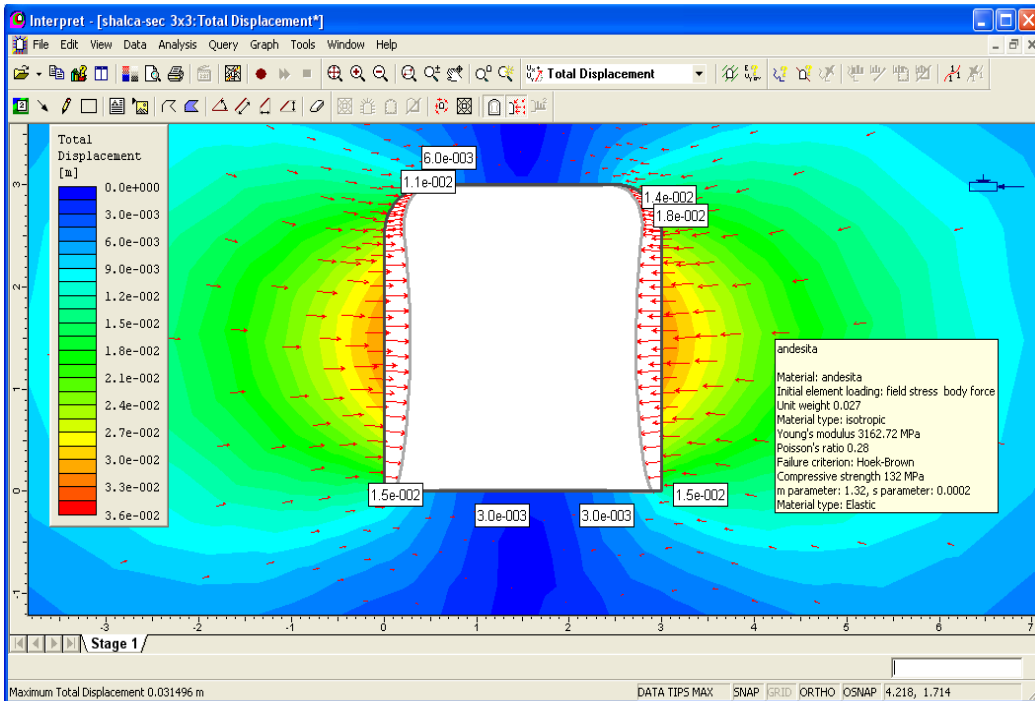 Interpret - [shalca-sec 3x3:Total Displacement*]
File Edit View Data Analysis Query Graph Tools Window Help
Total Displacement
Total
Displacement
[m]
0.0e+000
3.0e-003
6.0e-003
9.0e-003
1.2e-002
1.5e-002
1.8e-002
2.1e-002
2.4e-002
2.7e-002
3.0e-002
3.3e-002
3.6e-002
6.0e-003
1.1e-002
1.4e-002
1.8e-002
1.5e-002
3.0e-003
3.0e-003
1.5e-002
andesita
Material: andesita
Initial element loading: field stress body force
Unit weight 0.027
Material type: isotropic
Young's modulus 3162.72 MPa
Poisson's ratio 0.28
Failure criterion: Hoek-Brown
Compressive strength 132 MPa
m parameter: 1.32, s parameter: 0.0002
Material type: Elastic
3
2
1
0
-1
-3 -2 -1 0 1 2 3 4 5 6 7
Stage 1
Maximum Total Displacement 0.031496 m
DATA TIPS MAX SNAP GRID ORTHO OSNAP 4.218, 1.714